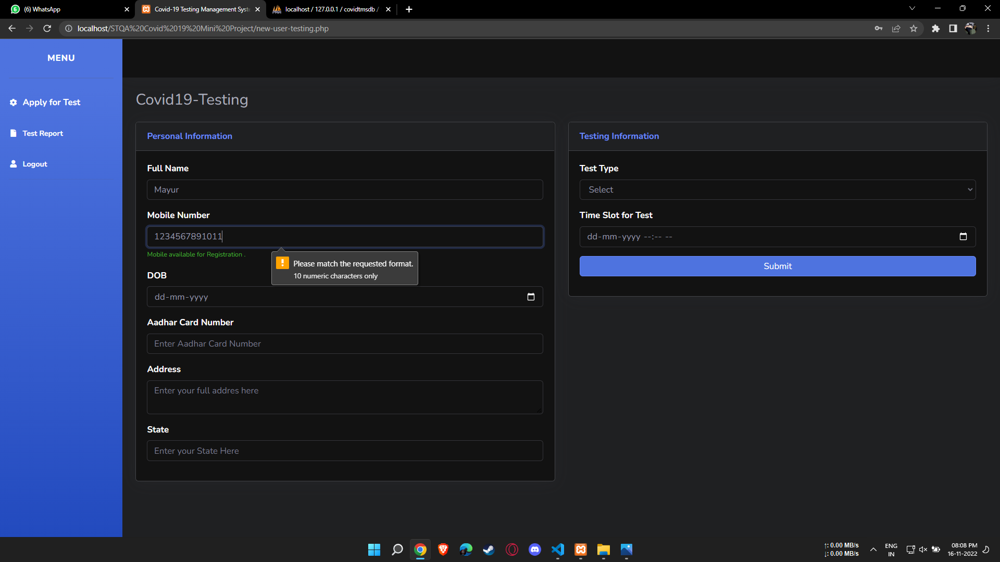 (6) WhatsApp
Covid-19 Testing Management Syste
localhost / 127.0.0.1 / covidtmsdb /
localhost/STQA%20Covid%2019%20Mini%20Project/new-user-testing.php
MENU
Apply for Test
Test Report
Logout
Covid19-Testing
Personal Information
Full Name
Mayur
Mobile Number
1234567891011
Mobile available for Registration .
Please match the requested format.
10 numeric characters only
DOB
dd-mm-yyyy
Aadhar Card Number
Enter Aadhar Card Number
Address
Enter your full addres here
State
Enter your State Here
Testing Information
Test Type
Select
Time Slot for Test
dd-mm-yyyy --:-- --
Submit
↑: 0.00 MB/s
↓: 0.00 MB/s
ENG
IN
08:08 PM
16-11-2022